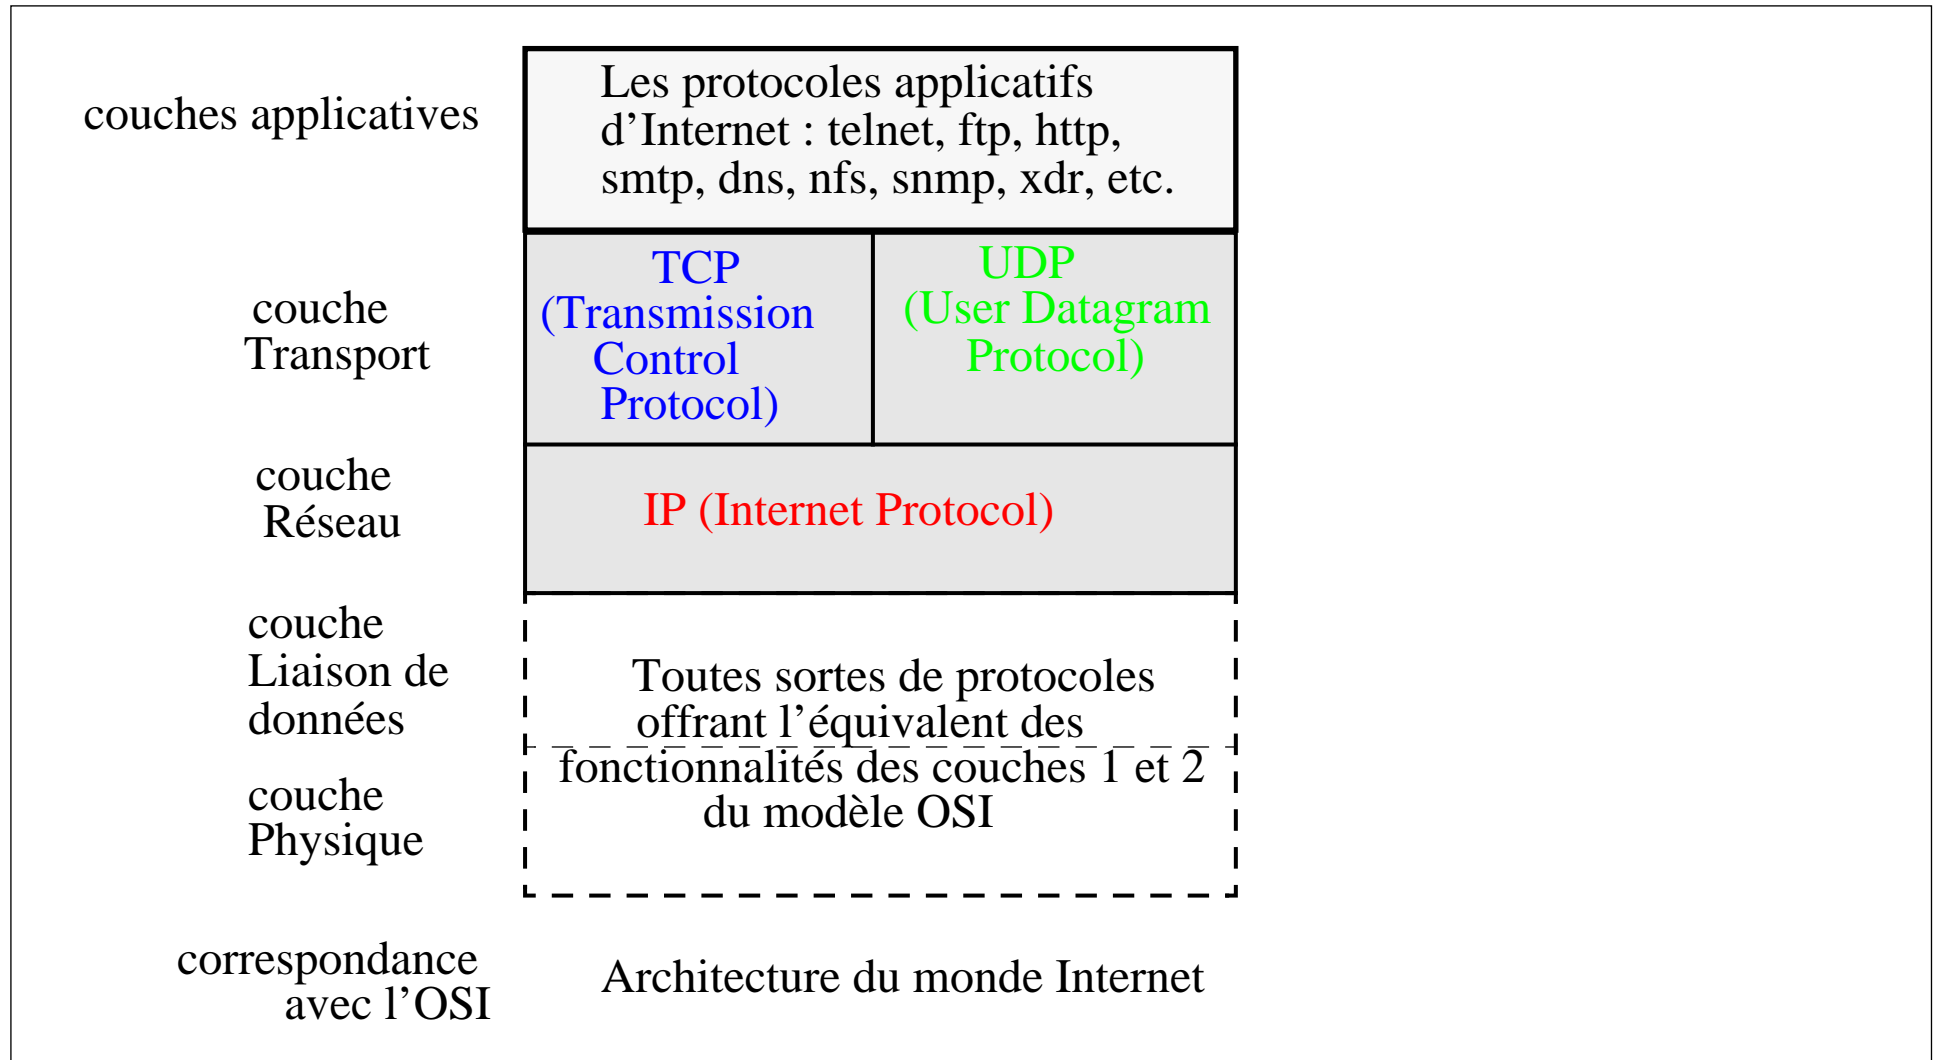 couches applicatives
Les protocoles applicatifs
d’Internet : telnet, ftp, http,
smtp, dns, nfs, snmp, xdr, etc.
couche
Transport
TCP
(Transmission
Control
Protocol)
UDP
(User Datagram
Protocol)
couche
Réseau
IP (Internet Protocol)
couche
Liaison de
données
Toutes sortes de protocoles
offrant l’équivalent des
fonctionnalités des couches 1 et 2
du modèle OSI
couche
Physique
correspondance
avec l’OSI
Architecture du monde Internet